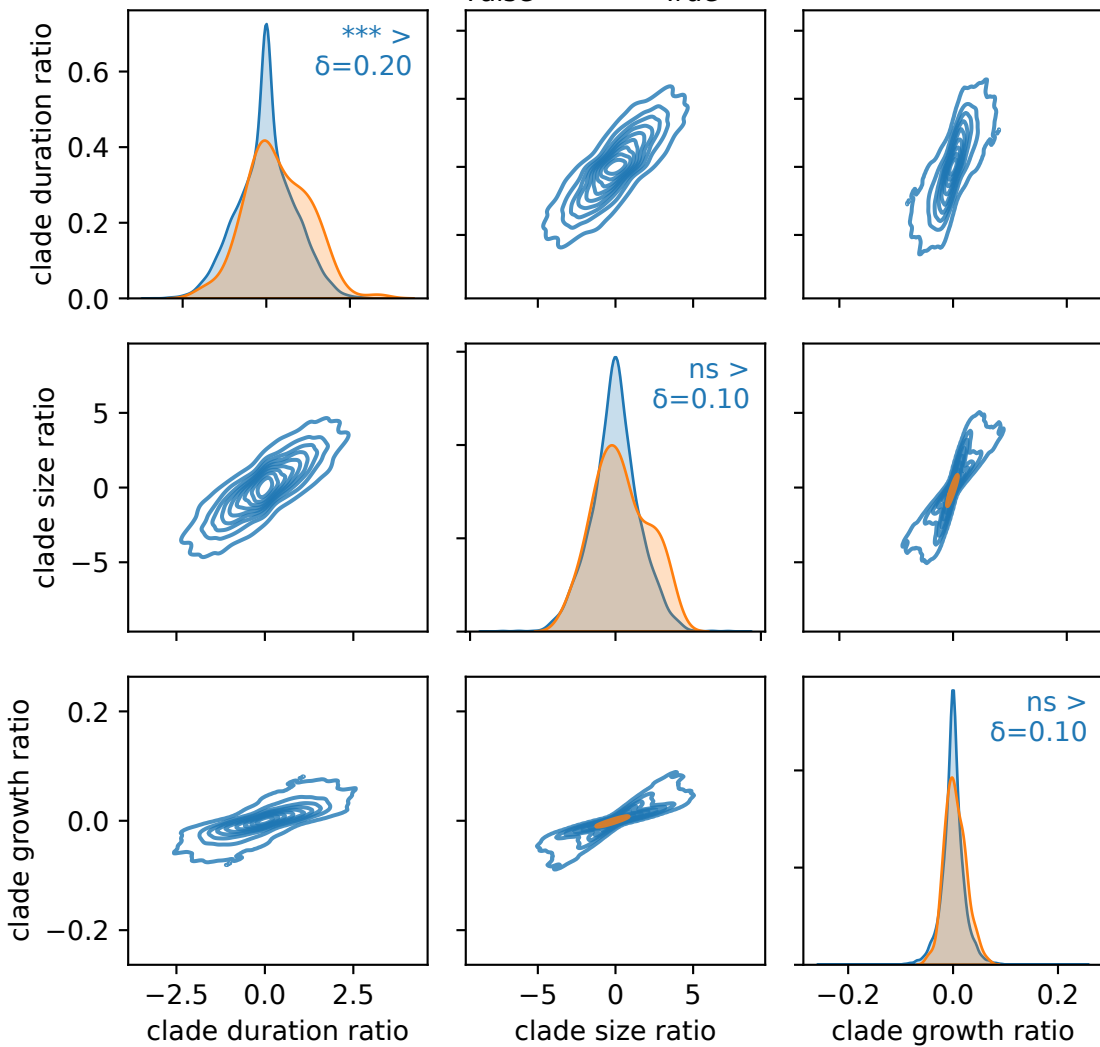 clade duration ratio
0.6
0.4
0.2
0.0
*** >
δ=0.20
clade size ratio
5
0
−5
ns >
δ=0.10
clade growth ratio
0.2
0.0
−0.2
ns >
δ=0.10
−2.5 0.0 2.5
−5 0 5
−0.2 0.0 0.2
clade duration ratio
clade size ratio
clade growth ratio